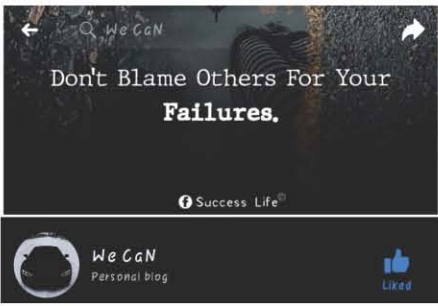 We CaN
Don't Blame Others For Your
Failures.
Success Life©
We CaN
Personal blog
Liked